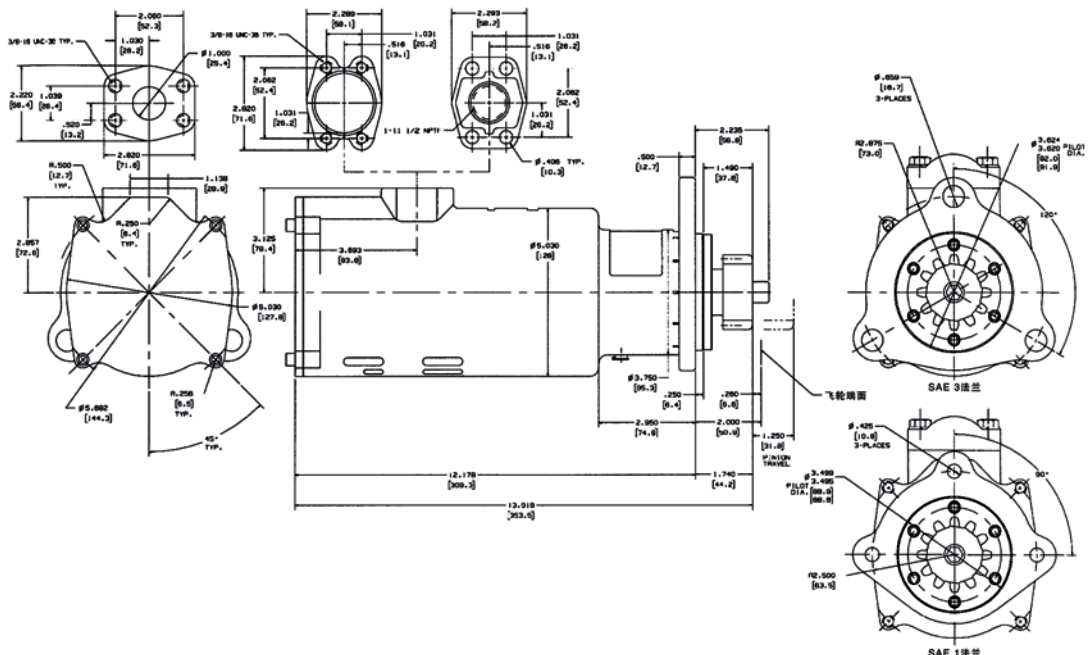 2.060
[52.3]
3/8-16 UNC-3B TYP.
1.030
[26.2]
Ø1.000
[25.4]
2.220
[56.4]
1.039
[26.4]
.520
[13.2]
2.820
[71.6]
2.289
[58.1]
3/8-16 UNC-3B TYP.
1.031
.516
[13.1]
2.062
[52.4]
2.820
[71.6]
1.031
[26.2]
2.293
[58.2]
1.031
[26.2]
.516
[13.1]
2.062
[52.4]
1.031
[26.2]
1-11 1/2 NPTF
Ø.406 TYP.
[10.3]
R.500
[12.7]
TYP.
1.138
[28.9]
R.250
[6.4]
TYP.
2.857
[72.6]
Ø5.030
[127.8]
Ø5.682
[144.3]
R.256
[6.5]
TYP.
45°
TYP.
3.125
[79.4]
3.693
[93.8]
Ø5.030
[128]
.500
[12.7]
2.235
[56.8]
1.490
[37.8]
Ø3.750
[95.3]
.250
[6.4]
.260
[6.6]
2.950
[74.9]
2.000
[50.9]
1.250
[31.8]
PINION
TRAVEL
飞轮端面
12.178
[309.3]
1.740
[44.2]
13.918
[353.5]
Ø.659
[16.7]
3-PLACES
R2.875
[73.0]
Ø3.624
3.620
[92.0]
[91.9]
PILOT
DIA.
120°
SAE 3法兰
Ø.425
[10.8]
3-PLACES
Ø3.499
3.495
[88.9]
[88.8]
PILOT
DIA.
90°
R2.500
[63.5]
SAE 1法兰